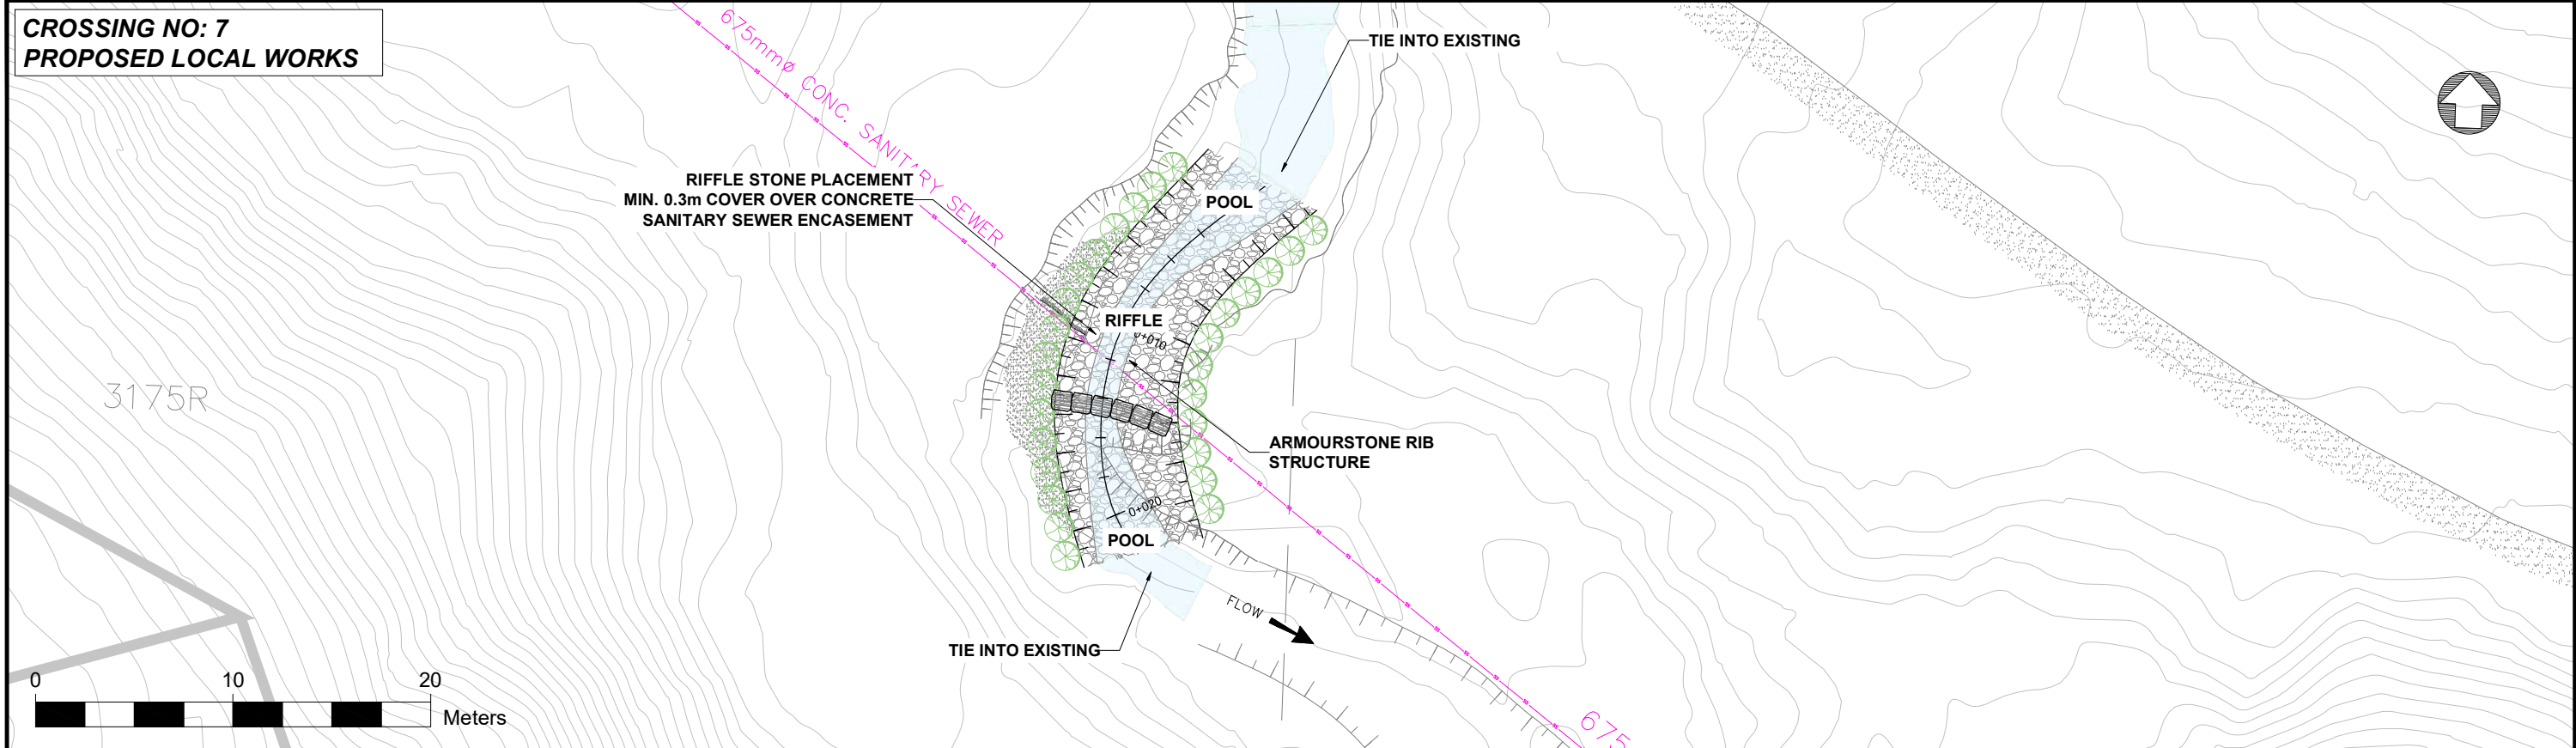 CROSSING NO: 7
PROPOSED LOCAL WORKS
675mmØ CONC. SANITARY SEWER
TIE INTO EXISTING
RIFFLE STONE PLACEMENT
MIN. 0.3m COVER OVER CONCRETE
SANITARY SEWER ENCASEMENT
POOL
RIFFLE
0+010
3175R
ARMOURSTONE RIB
STRUCTURE
0+020
POOL
FLOW
TIE INTO EXISTING
0 10 20
Meters
675